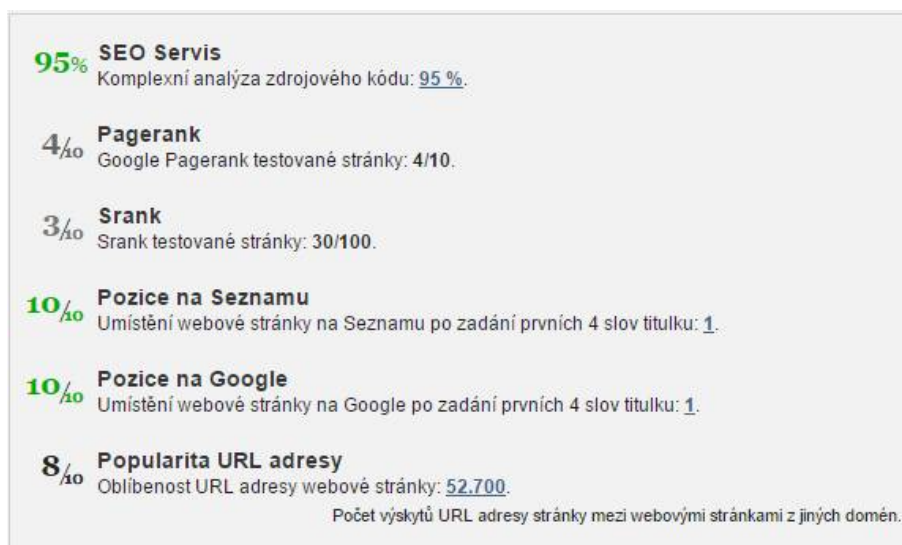 95% SEO Servis
Komplexní analýza zdrojového kódu: 95 %.
4/10 Pagerank
Google Pagerank testované stránky: 4/10.
3/10 Srank
Srank testované stránky: 30/100.
10/10 Pozice na Seznamu
Umístění webové stránky na Seznamu po zadání prvních 4 slov titulku: 1.
10/10 Pozice na Google
Umístění webové stránky na Google po zadání prvních 4 slov titulku: 1.
8/10 Popularita URL adresy
Oblíbenost URL adresy webové stránky: 52.700.
Počet výskytů URL adresy stránky mezi webovými stránkami z jiných domén.